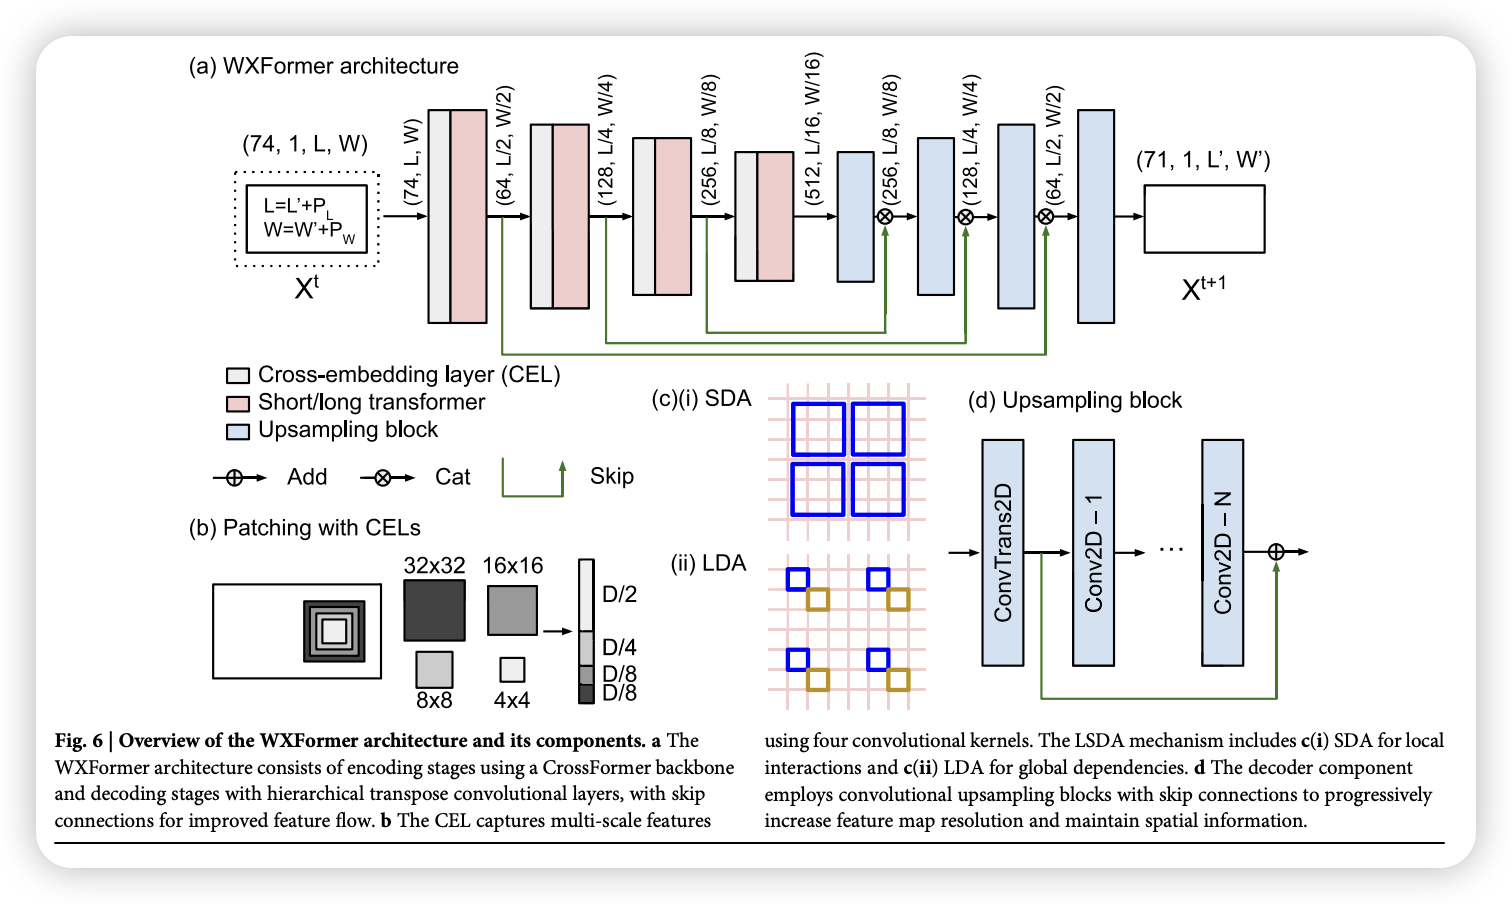 (a) WXFormer architecture
(74, 1, L, W)
L=L'+P_L
W=W'+P_W
X^t
(74, L, W)
(64, L/2, W/2)
(128, L/4, W/4)
(256, L/8, W/8)
(512, L/16, W/16)
(256, L/8, W/8)
(128, L/4, W/4)
(64, L/2, W/2)
(71, 1, L', W')
X^t+1
Cross-embedding layer (CEL)
Short/long transformer
Upsampling block
Add
Cat
Skip
(b) Patching with CELs
32x32
16x16
8x8
4x4
D/2
D/4
D/8
D/8
(c)(i) SDA
(ii) LDA
(d) Upsampling block
ConvTrans2D
Conv2D – 1
...
Conv2D – N
Fig. 6 | Overview of the WXFormer architecture and its components. a The
WXFormer architecture consists of encoding stages using a CrossFormer backbone
and decoding stages with hierarchical transpose convolutional layers, with skip
connections for improved feature flow. b The CEL captures multi-scale features
using four convolutional kernels. The LSDA mechanism includes c(i) SDA for local
interactions and c(ii) LDA for global dependencies. d The decoder component
employs convolutional upsampling blocks with skip connections to progressively
increase feature map resolution and maintain spatial information.